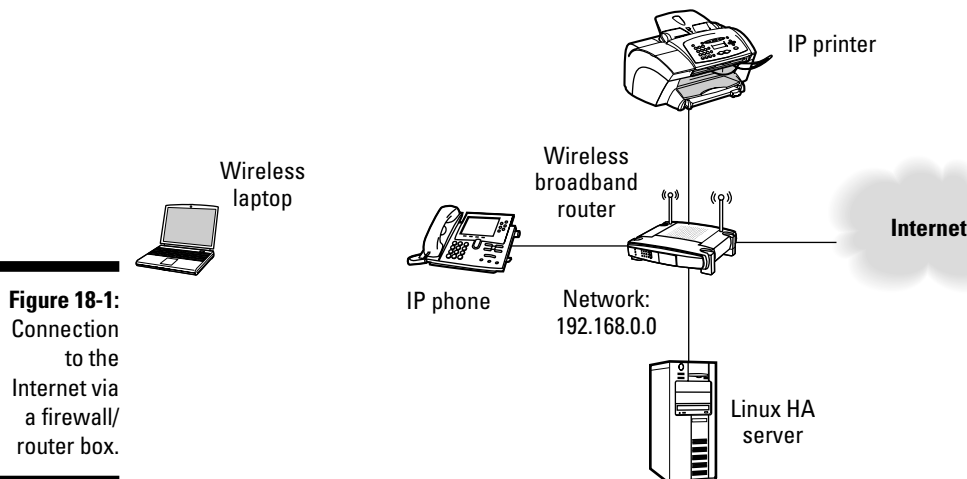 IP printer
Wireless
broadband
router
Wireless
laptop
Internet
IP phone
Network:
192.168.0.0
Linux HA
server
Figure 18-1:
Connection
to the
Internet via
a firewall/
router box.